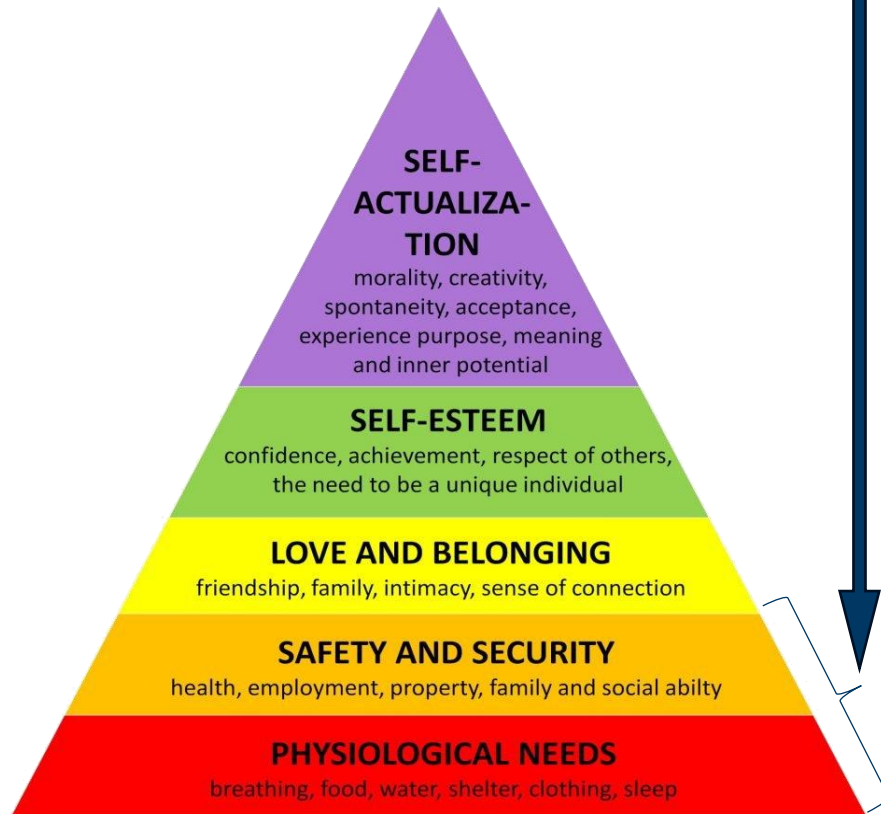 SELF-
ACTUALIZA-
TION
morality, creativity,
spontaneity, acceptance,
experience purpose, meaning
and inner potential
SELF-ESTEEM
confidence, achievement, respect of others,
the need to be a unique individual
LOVE AND BELONGING
friendship, family, intimacy, sense of connection
SAFETY AND SECURITY
health, employment, property, family and social abilty
PHYSIOLOGICAL NEEDS
breathing, food, water, shelter, clothing, sleep